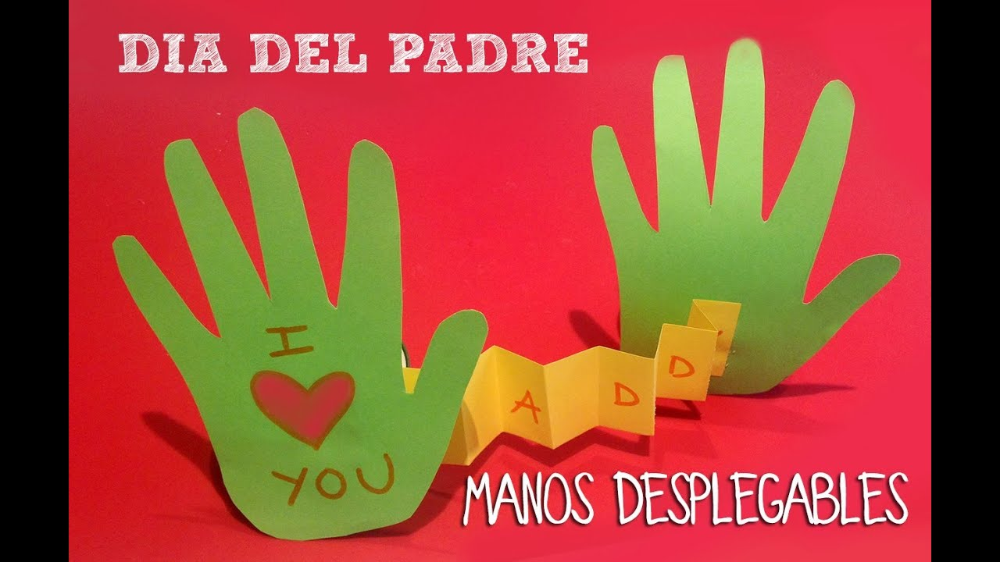 DIA DEL PADRE
I
YOU
A D D
MANOS DESPLEGABLES